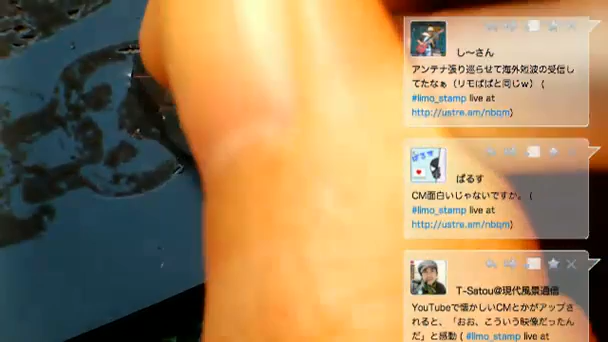 し～さん
アンテナ張り巡らせて海外短波の受信し
てたなぁ（リモぱぱと同じw）（
#limo_stamp live at
http://ustre.am/nbqm)
ぱるす
CM面白いじゃないですか。（
#limo_stamp live at
http://ustre.am/nbqm)
T-Satou@現代風景通信
YouTubeで懐かしいCMとかがアップさ
れると、「おお、こういう映像だったん
だ」と感動（ #limo_stamp live at